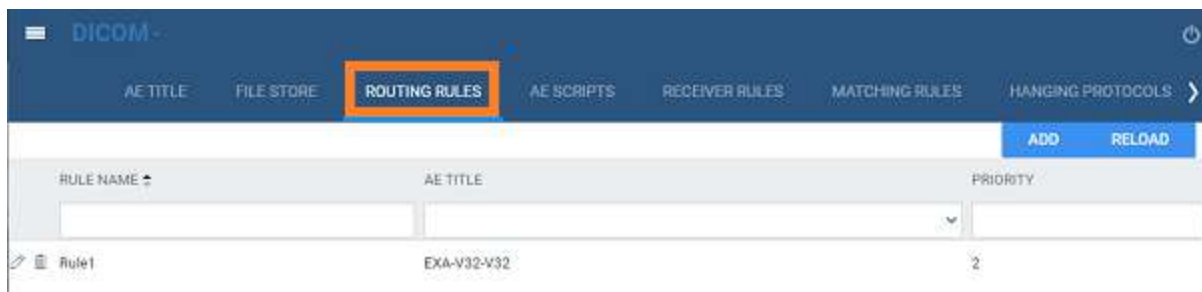 DICOM
AE TITLE FILE STORE ROUTING RULES AE SCRIPTS RECEIVER RULES MATCHING RULES HANGING PROTOCOLS
ADD RELOAD
RULE NAME AE TITLE PRIORITY
Rule1 EXA-V32-V32 2